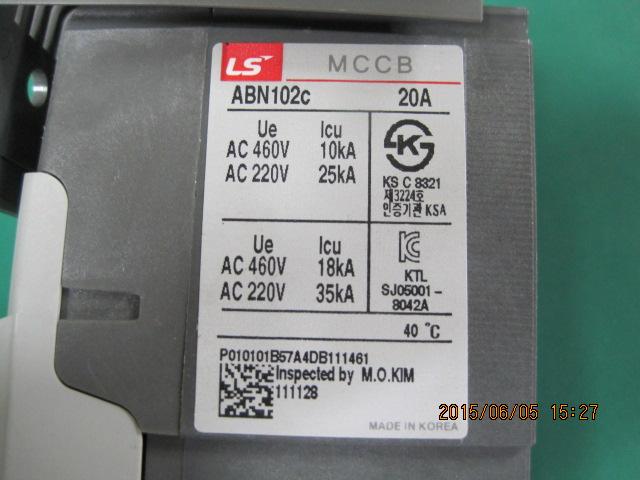 LS MCCB
ABN102c 20A
Ue Icu
AC 460V 10kA
AC 220V 25kA
KS C 8321
제3224호
인증기관 KSA
Ue Icu
AC 460V 18kA
AC 220V 35kA
KTL
SJ05001-
8042A
40 ℃
P010101B57A4DB111461
Inspected by M.O.KIM
111128
MADE IN KOREA
2015/06/05 15:27